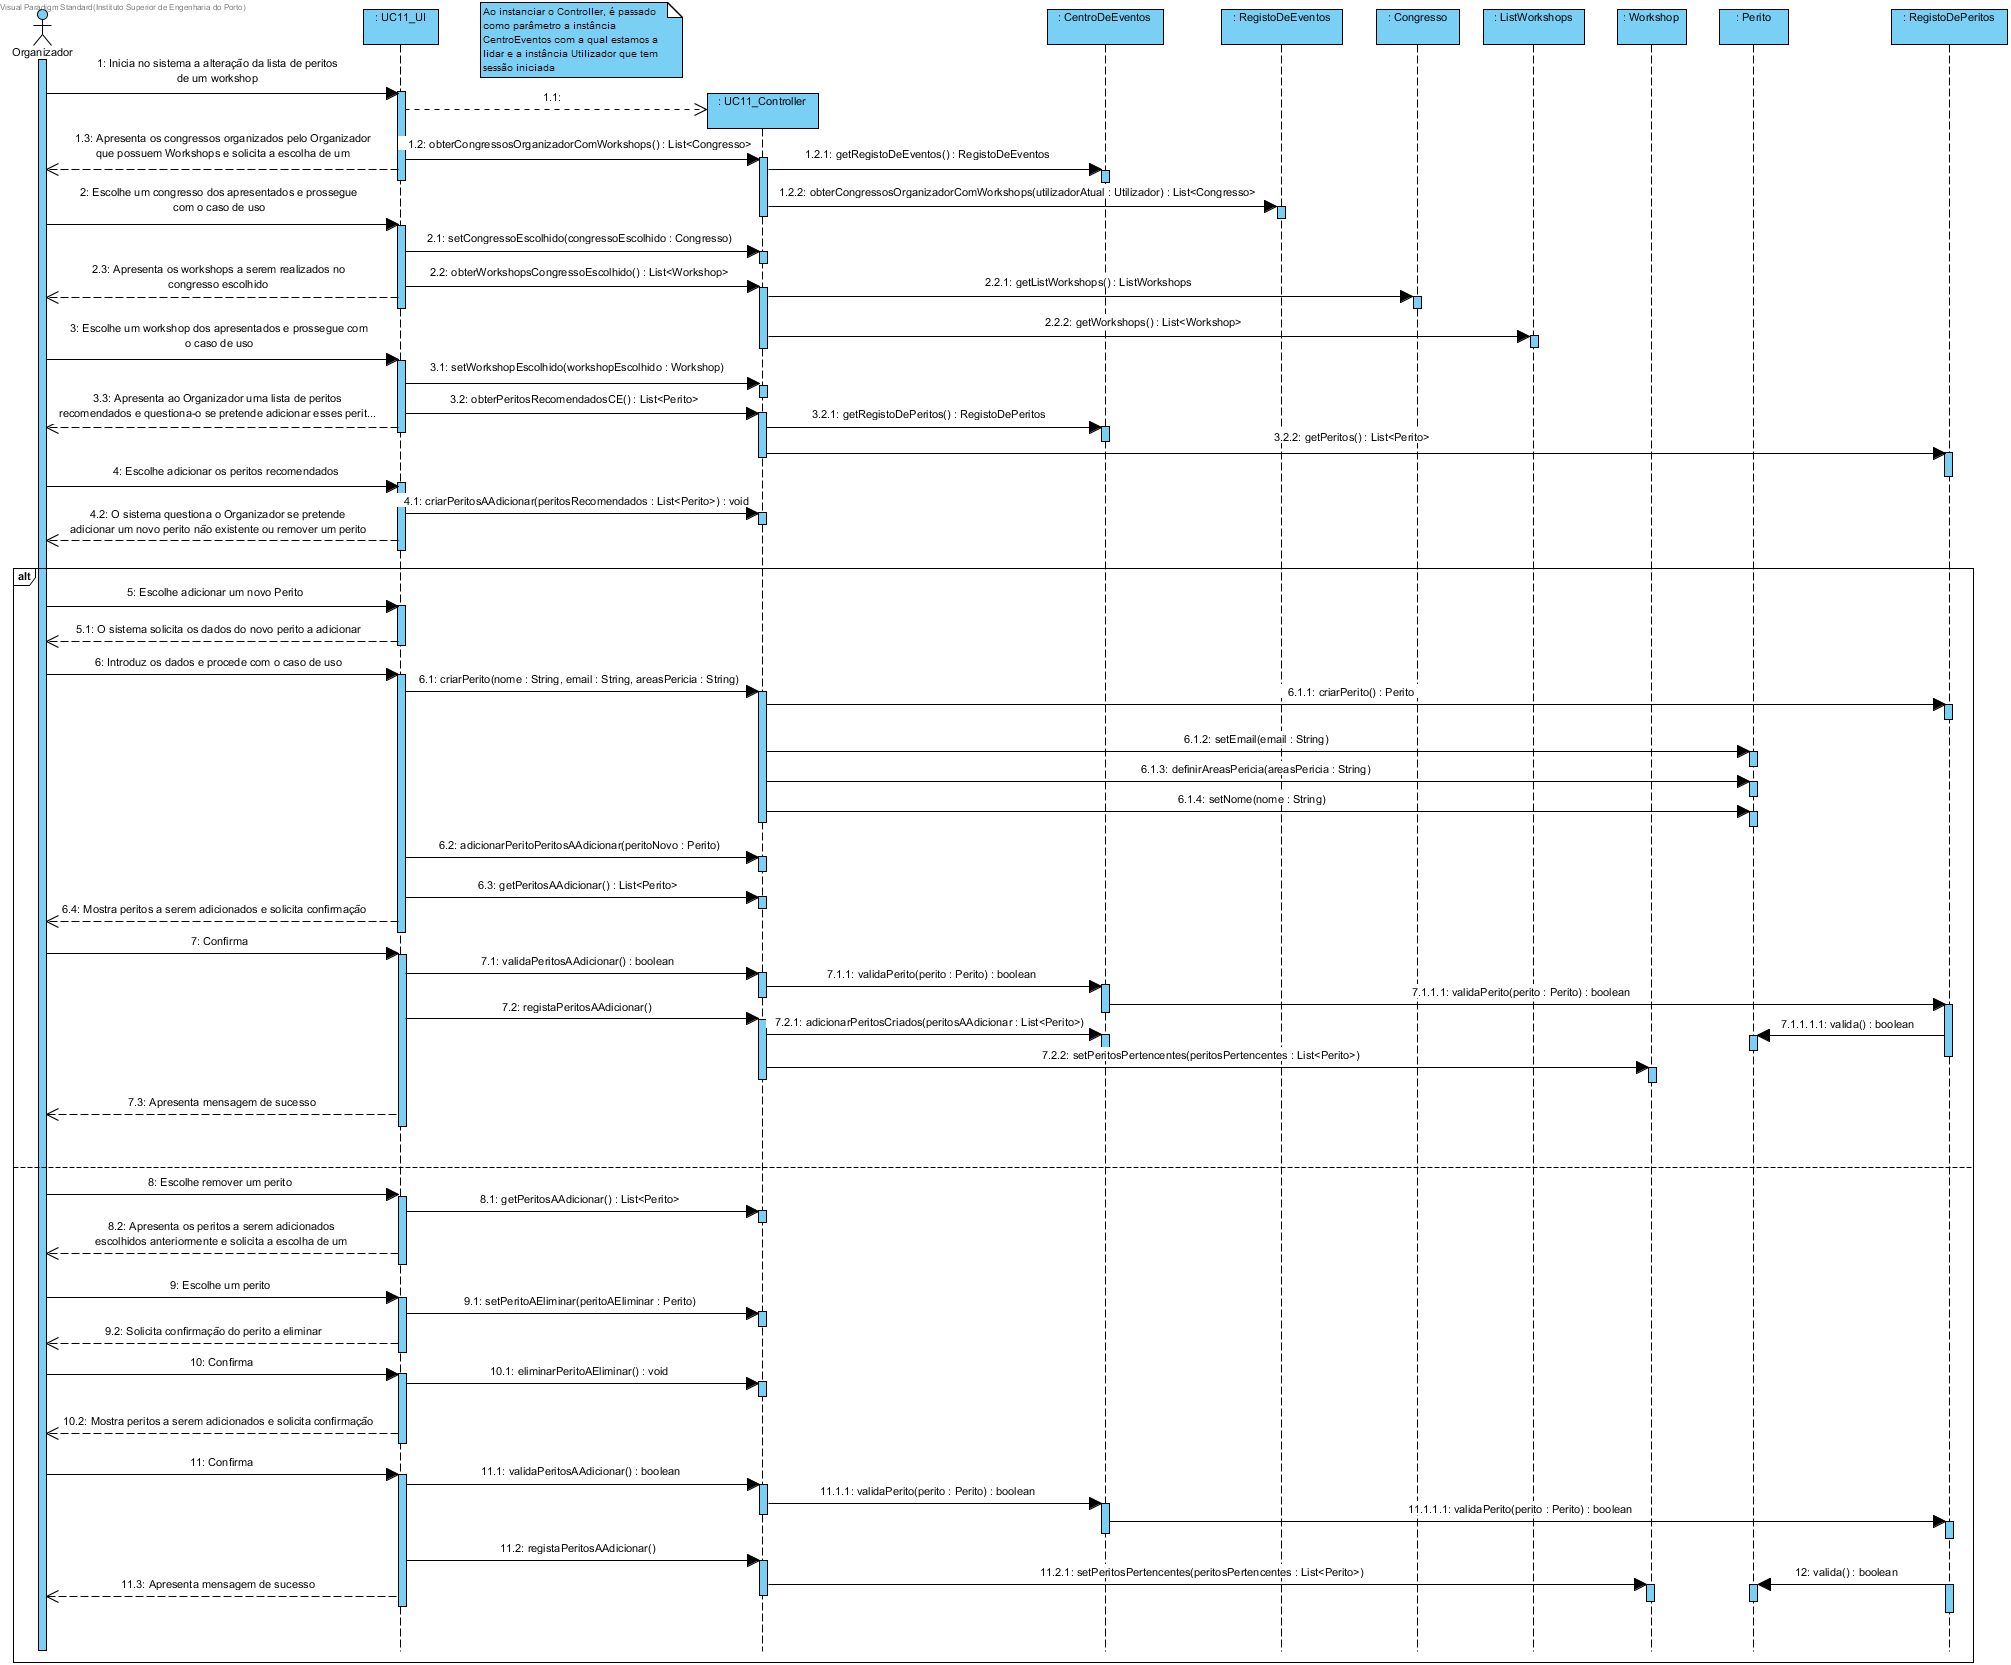 Visual Paradigm Standard(Instituto Superior de Engenharia do Porto)
Organizador
: UC11_UI
Ao instanciar o Controller, é passado
como parâmetro a instância
CentroEventos com a qual estamos a
lidar e a instância Utilizador que tem
sessão iniciada
: CentroDeEventos
: RegistoDeEventos
: Congresso
: ListWorkshops
: Workshop
: Perito
: RegistoDePeritos
1: Inicia no sistema a alteração da lista de peritos
de um workshop
1.1:
: UC11_Controller
1.3: Apresenta os congressos organizados pelo Organizador
que possuem Workshops e solicita a escolha de um
1.2: obterCongressosOrganizadorComWorkshops() : List<Congresso>
1.2.1: getRegistoDeEventos() : RegistoDeEventos
2: Escolhe um congresso dos apresentados e prossegue
com o caso de uso
1.2.2: obterCongressosOrganizadorComWorkshops(utilizadorAtual : Utilizador) : List<Congresso>
2.1: setCongressoEscolhido(congressoEscolhido : Congresso)
2.3: Apresenta os workshops a serem realizados no
congresso escolhido
2.2: obterWorkshopsCongressoEscolhido() : List<Workshop>
2.2.1: getListWorkshops() : ListWorkshops
3: Escolhe um workshop dos apresentados e prossegue com
o caso de uso
2.2.2: getWorkshops() : List<Workshop>
3.1: setWorkshopEscolhido(workshopEscolhido : Workshop)
3.3: Apresenta ao Organizador uma lista de peritos
recomendados e questiona-o se pretende adicionar esses perit...
3.2: obterPeritosRecomendadosCE() : List<Perito>
3.2.1: getRegistoDePeritos() : RegistoDePeritos
3.2.2: getPeritos() : List<Perito>
4: Escolhe adicionar os peritos recomendados
4.1: criarPeritosAAdicionar(peritosRecomendados : List<Perito>) : void
4.2: O sistema questiona o Organizador se pretende
adicionar um novo perito não existente ou remover um perito
alt
5: Escolhe adicionar um novo Perito
5.1: O sistema solicita os dados do novo perito a adicionar
6: Introduz os dados e procede com o caso de uso
6.1: criarPerito(nome : String, email : String, areasPericia : String)
6.1.1: criarPerito() : Perito
6.1.2: setEmail(email : String)
6.1.3: definirAreasPericia(areasPericia : String)
6.1.4: setNome(nome : String)
6.2: adicionarPeritoPeritosAAdicionar(peritoNovo : Perito)
6.3: getPeritosAAdicionar() : List<Perito>
6.4: Mostra peritos a serem adicionados e solicita confirmação
7: Confirma
7.1: validaPeritosAAdicionar() : boolean
7.1.1: validaPerito(perito : Perito) : boolean
7.1.1.1: validaPerito(perito : Perito) : boolean
7.2: registaPeritosAAdicionar()
7.2.1: adicionarPeritosCriados(peritosAAdicionar : List<Perito>)
7.1.1.1.1: valida() : boolean
7.2.2: setPeritosPertencentes(peritosPertencentes : List<Perito>)
7.3: Apresenta mensagem de sucesso
8: Escolhe remover um perito
8.1: getPeritosAAdicionar() : List<Perito>
8.2: Apresenta os peritos a serem adicionados
escolhidos anteriormente e solicita a escolha de um
9: Escolhe um perito
9.1: setPeritoAEliminar(peritoAEliminar : Perito)
9.2: Solicita confirmação do perito a eliminar
10: Confirma
10.1: eliminarPeritoAEliminar() : void
10.2: Mostra peritos a serem adicionados e solicita confirmação
11: Confirma
11.1: validaPeritosAAdicionar() : boolean
11.1.1: validaPerito(perito : Perito) : boolean
11.1.1.1: validaPerito(perito : Perito) : boolean
11.2: registaPeritosAAdicionar()
11.2.1: setPeritosPertencentes(peritosPertencentes : List<Perito>)
12: valida() : boolean
11.3: Apresenta mensagem de sucesso